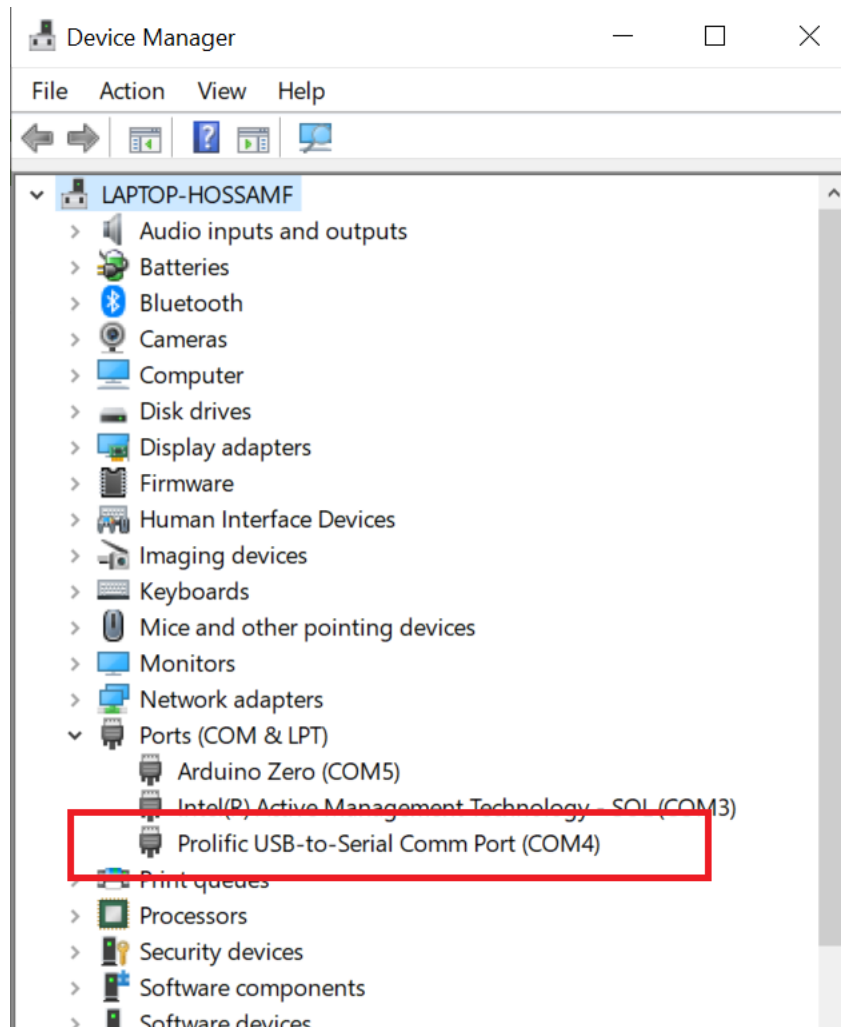 Device Manager
File Action View Help
LAPTOP-HOSSAMF
Audio inputs and outputs
Batteries
Bluetooth
Cameras
Computer
Disk drives
Display adapters
Firmware
Human Interface Devices
Imaging devices
Keyboards
Mice and other pointing devices
Monitors
Network adapters
Ports (COM & LPT)
Arduino Zero (COM5)
Intel(R) Active Management Technology - SOL (COM3)
Prolific USB-to-Serial Comm Port (COM4)
Print queues
Processors
Security devices
Software components
Software devices